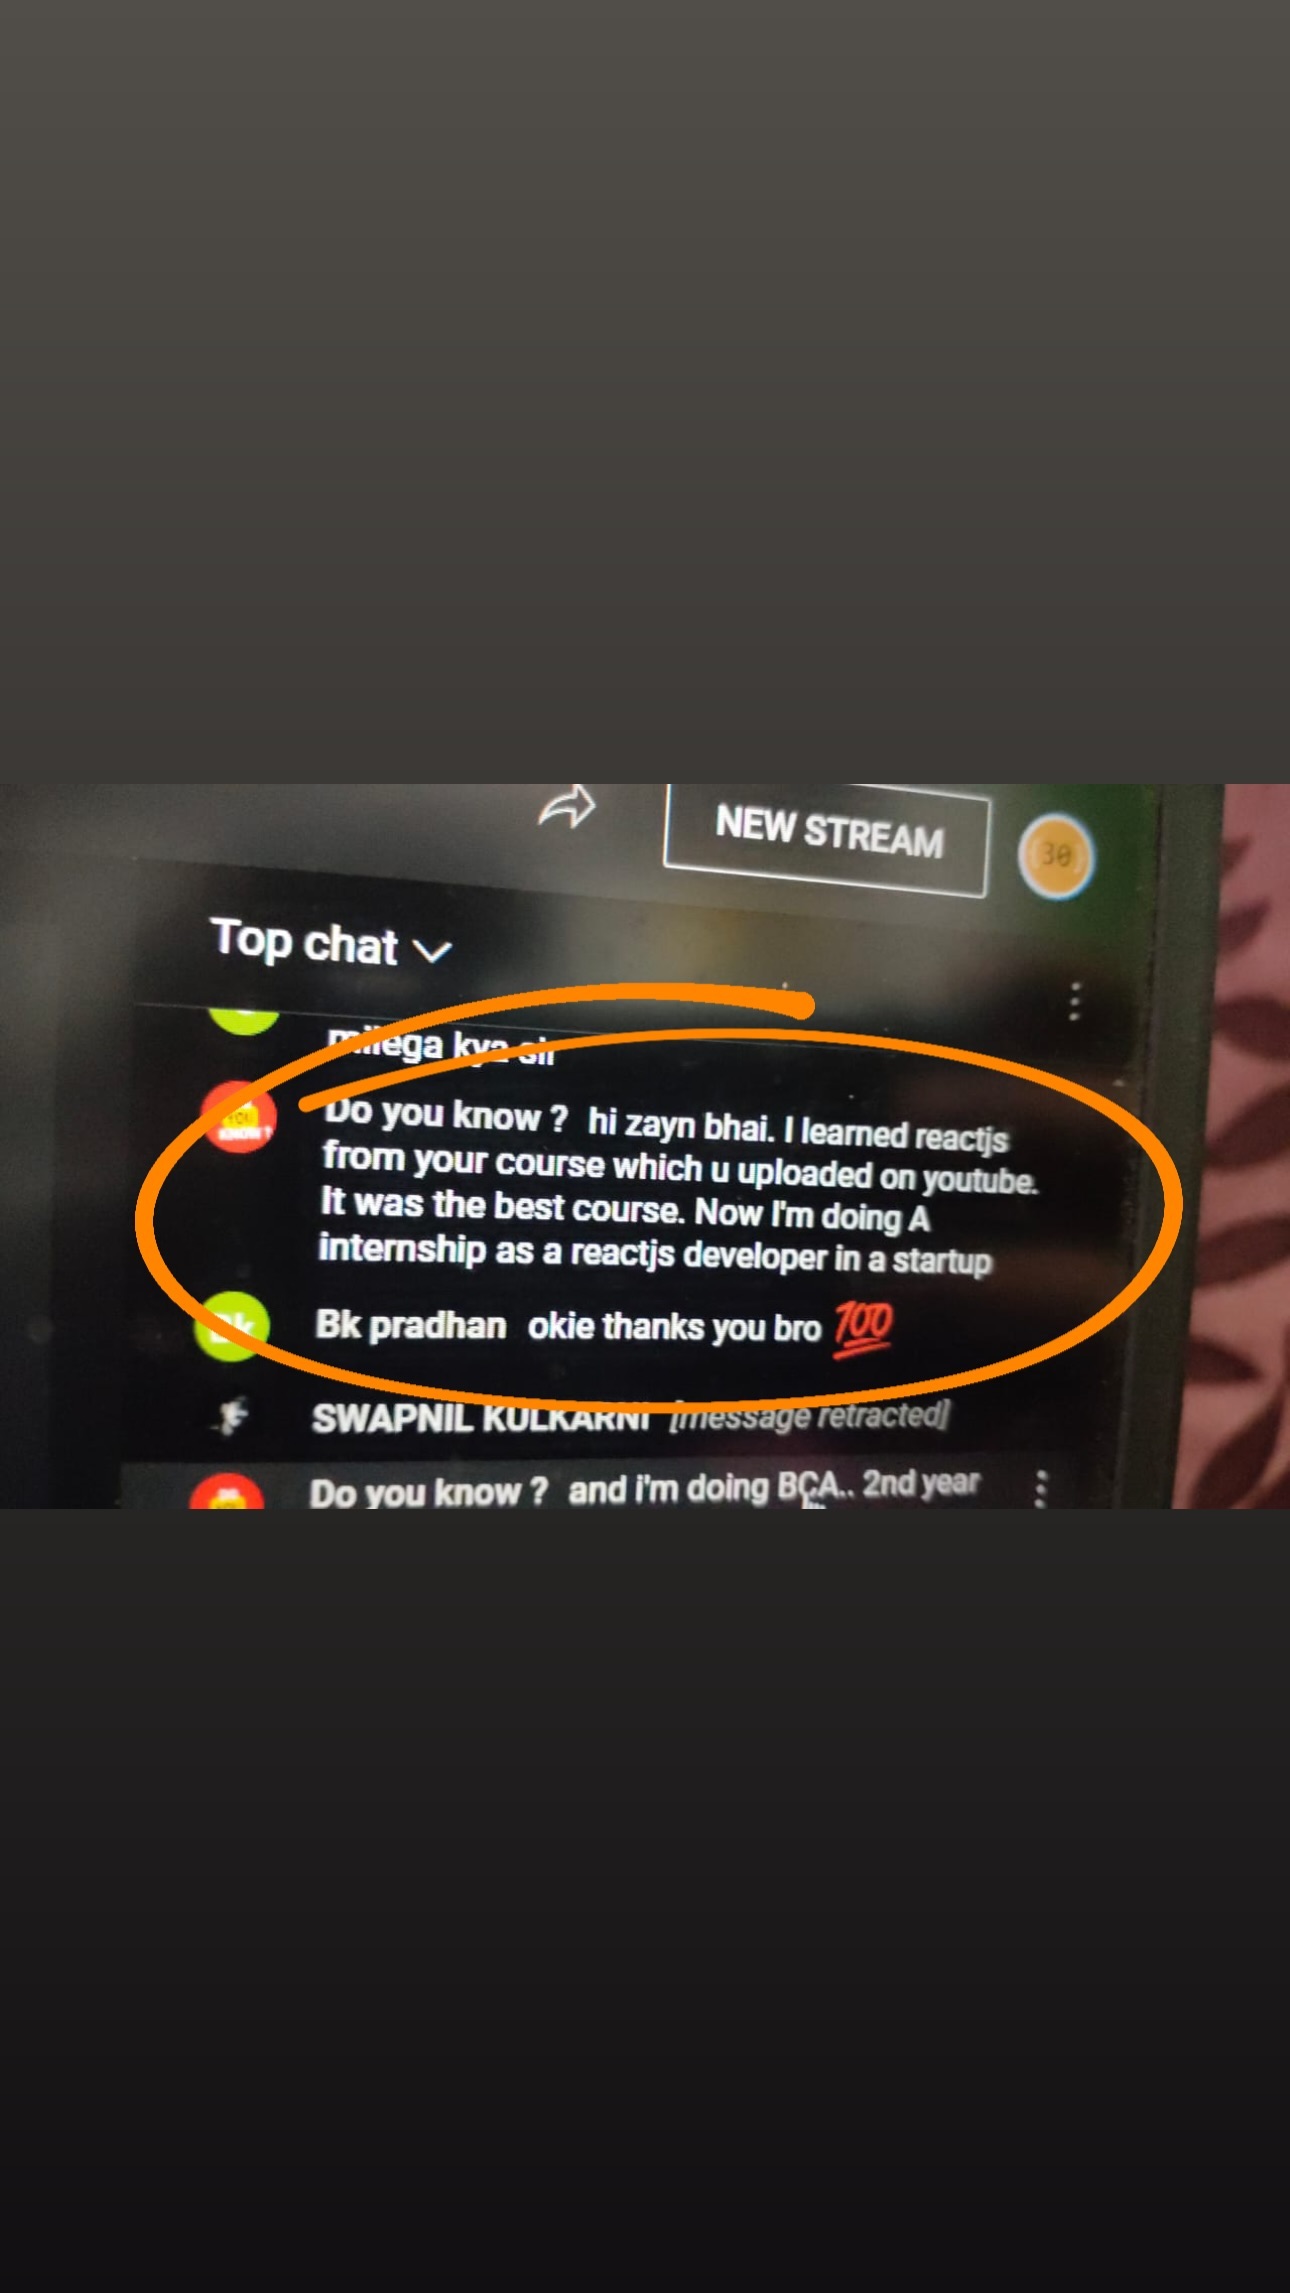 NEW STREAM
30
Top chat
milega kya sir
Do you know ? hi zayn bhai. I learned reactjs
from your course which u uploaded on youtube.
It was the best course. Now I'm doing A
internship as a reactjs developer in a startup
Bk
Bk pradhan okie thanks you bro 💯
SWAPNIL KULKARNI [message retracted]
Do you know ? and i'm doing BCA.. 2nd year